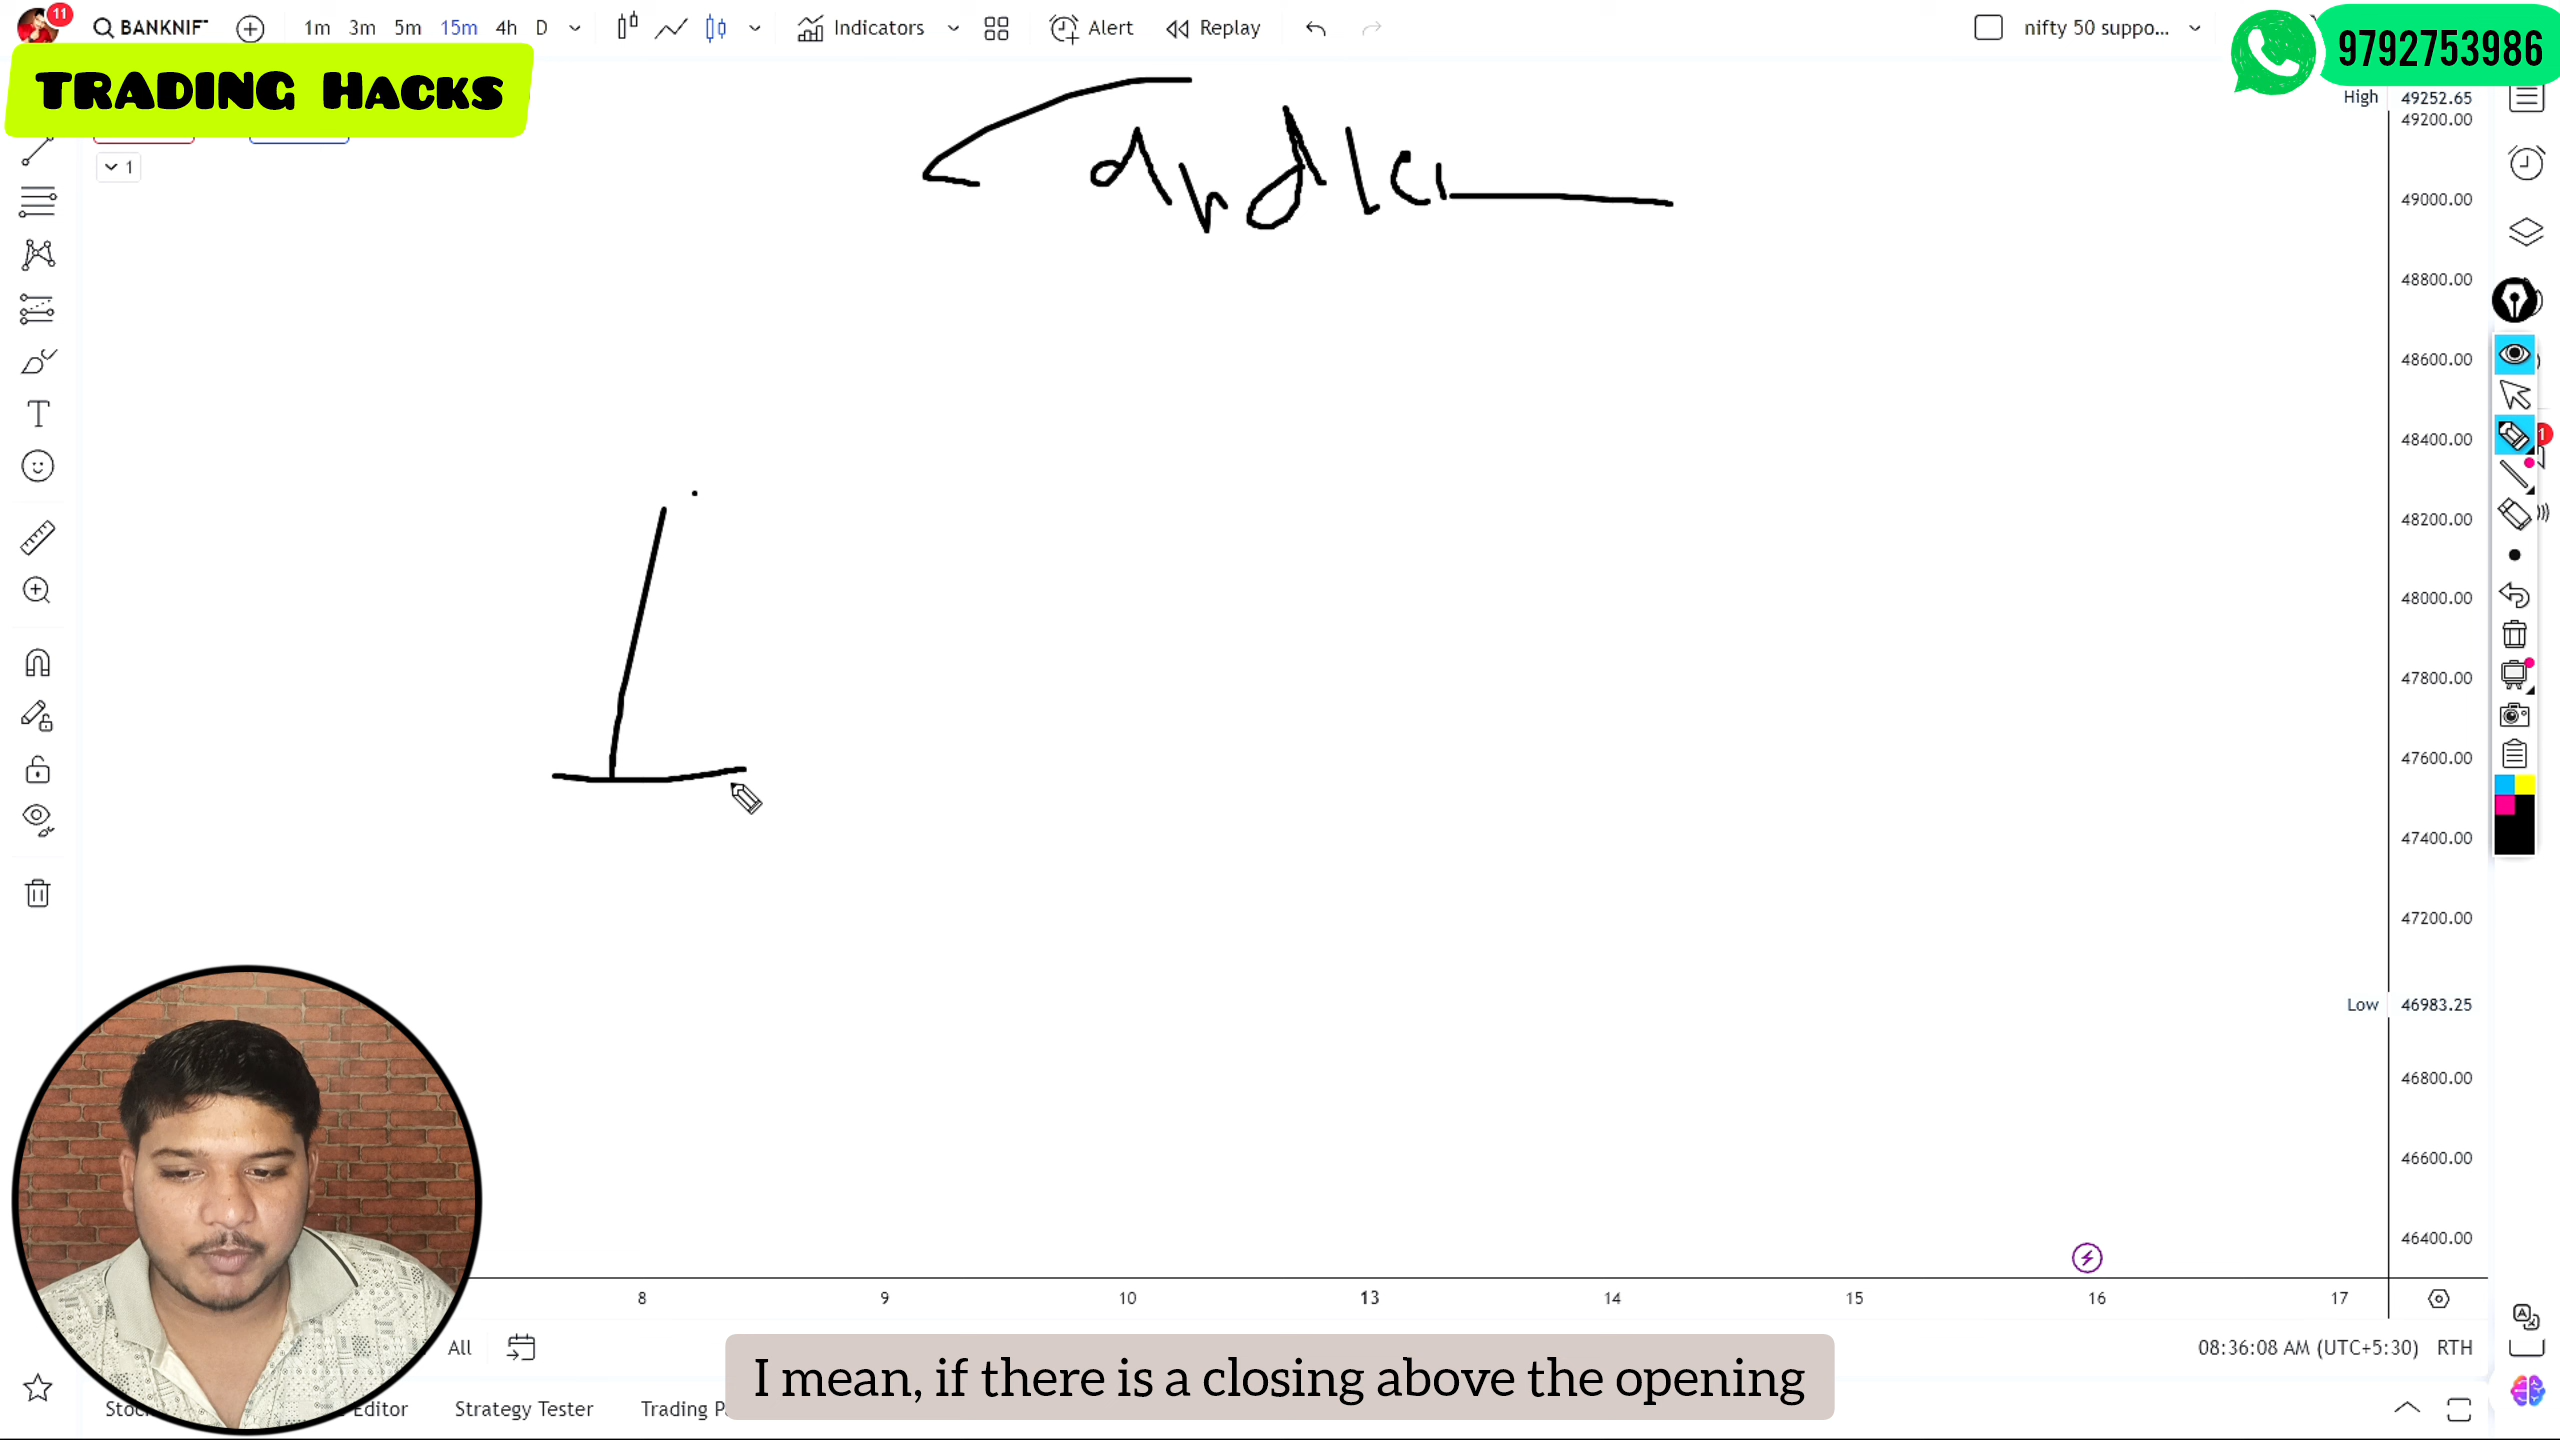 11
BANKNIF
1m 3m 5m 15m 4h D
Indicators
Alert
Replay
nifty 50 suppo...
9792753986
TRADING HACKS
1
High 49252.65
49200.00
49000.00
48800.00
48600.00
48400.00
1
48200.00
48000.00
47800.00
47600.00
47400.00
47200.00
Low 46983.25
46800.00
46600.00
46400.00
8 9 10 13 14 15 16 17
All
08:36:08 AM (UTC+5:30) RTH
I mean, if there is a closing above the opening
Editor
Strategy Tester